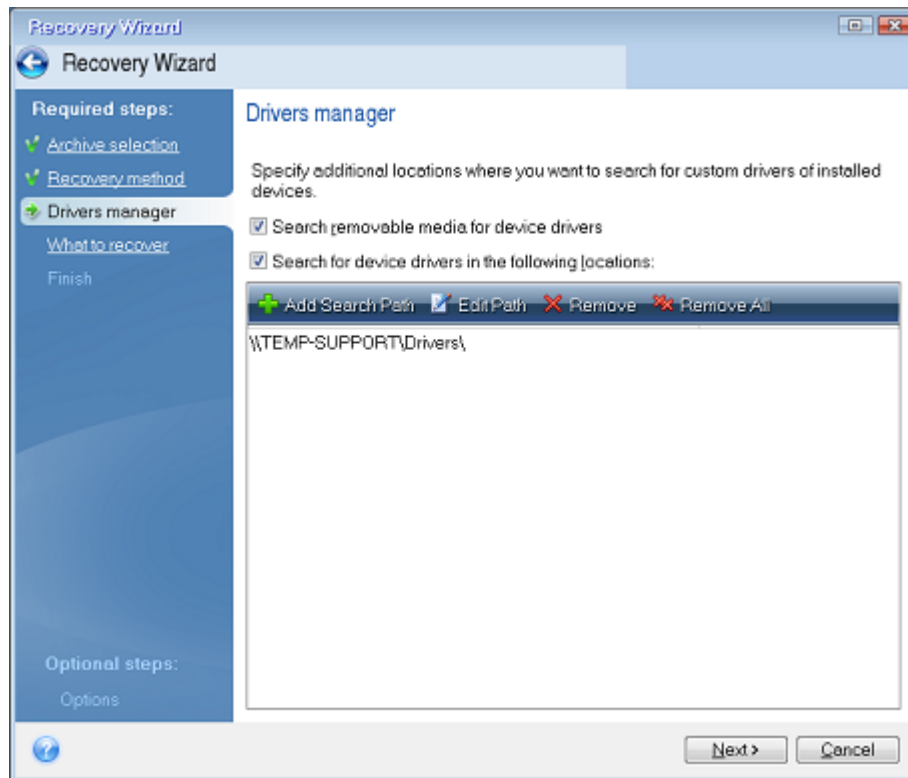 Recovery Wizard
Recovery Wizard
Required steps:
Archive selection
Recovery method
Drivers manager
What to recover
Finish
Optional steps:
Options
Drivers manager
Specify additional locations where you want to search for custom drivers of installed
devices.
Search removable media for device drivers
Search for device drivers in the following locations:
Add Search Path Edit Path Remove Remove All
\\TEMP-SUPPORT\Drivers\
Next > Cancel